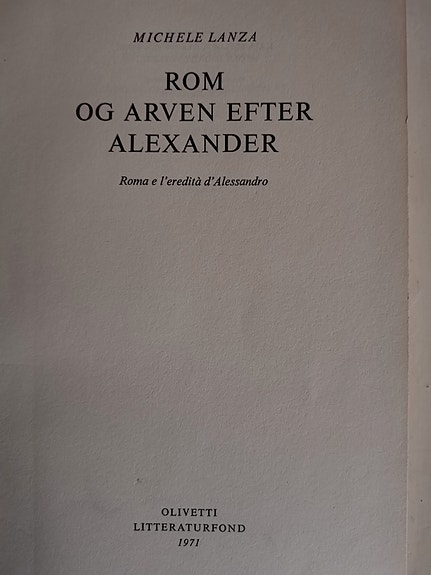 MICHELE LANZA
ROM
OG ARVEN EFTER
ALEXANDER
Roma e l'eredità d'Alessandro
OLIVETTI
LITTERATURFOND
1971